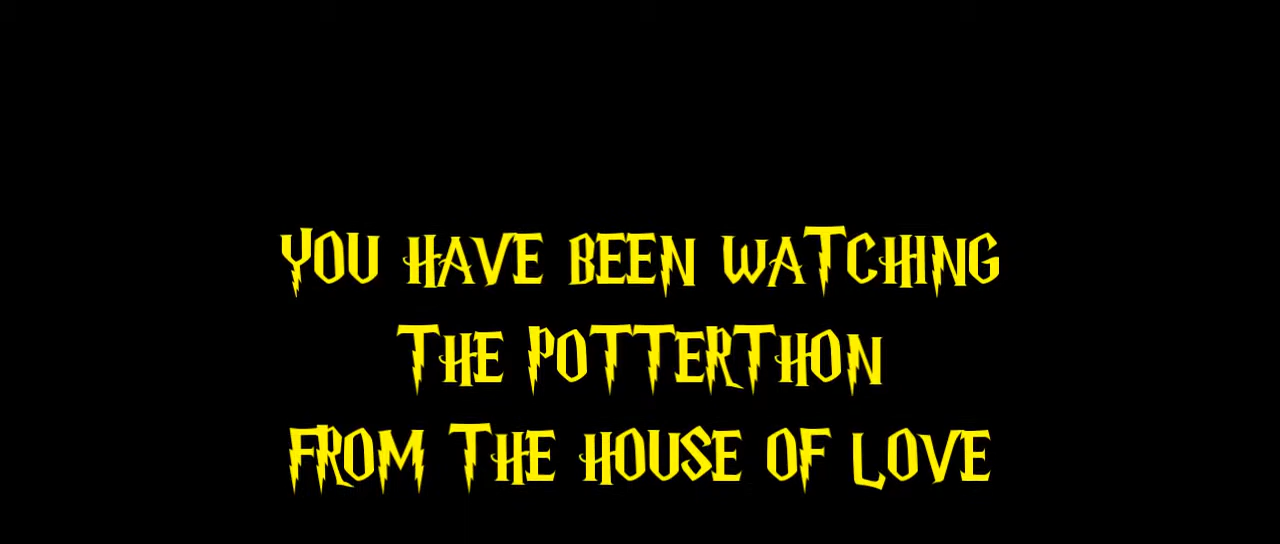 YOU HAVE BEEN WATCHING
THE POTTERTHON
FROM THE HOUSE OF LOVE